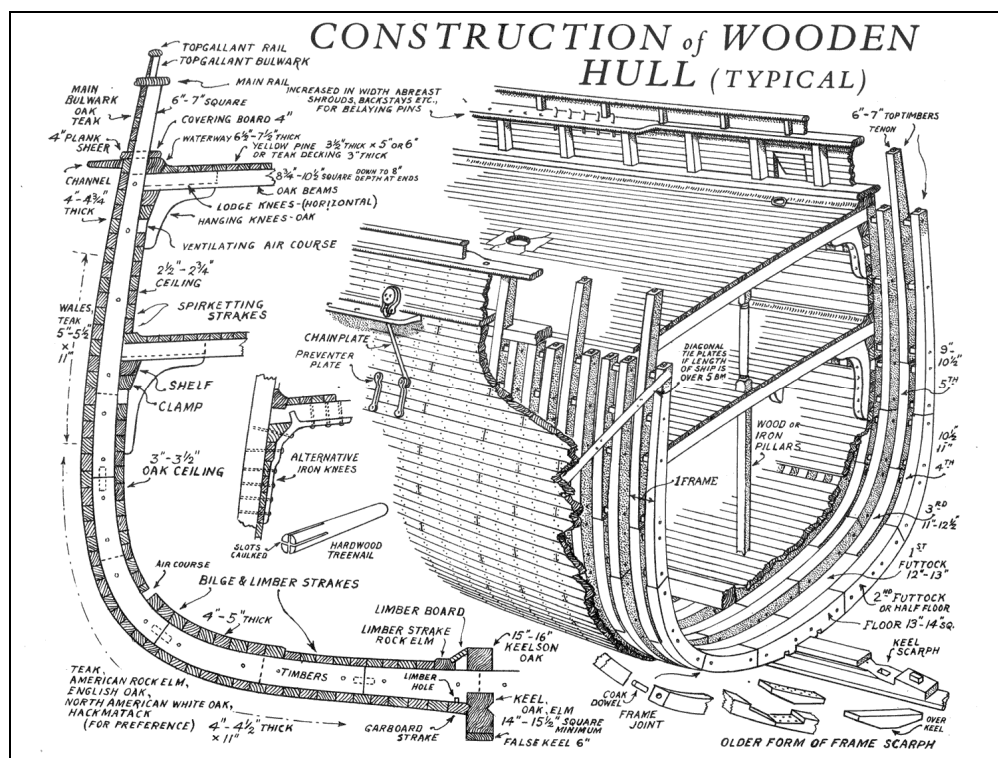 CONSTRUCTION of WOODEN
HULL (TYPICAL)
TOPGALLANT RAIL
TOPGALLANT BULWARK
MAIN RAIL
MAIN
BULWARK
OAK
TEAK
6"-7" SQUARE
INCREASED IN WIDTH ABREAST
SHROUDS, BACKSTAYS ETC.,
FOR BELAYING PINS
COVERING BOARD 4"
4" PLANK
SHEER
WATERWAY 6½"-7½" THICK
YELLOW PINE 3½" THICK × 5" OR 6"
OR TEAK DECKING 3" THICK
8¾"-10½" SQUARE DOWN TO 8"
DEPTH AT ENDS
CHANNEL
OAK BEAMS
LODGE KNEES-(HORIZONTAL)
HANGING KNEES-OAK
4"-4¾"
THICK
VENTILATING AIR COURSE
2½"-2¾"
CEILING
SPIRKETTING
STRAKES
WALES,
TEAK
5"-5½"
×
11"
SHELF
CLAMP
3"-3½"
OAK CEILING
ALTERNATIVE
IRON KNEES
SLOTS
CAULKED
HARDWOOD
TREENAIL
CHAINPLATE
PREVENTER
PLATE
6"-7" TOPTIMBERS
TENON
DIAGONAL
TIE PLATES
IF LENGTH
OF SHIP IS
OVER 5 BM
WOOD OR
IRON
PILLARS
1 FRAME
9"
10½"
5TH
10½"
11"
4TH
3RD
11"-12½"
1ST
FUTTOCK
12"-13"
2ND FUTTOCK
OR HALF FLOOR
FLOOR 13"-14" SQ.
KEEL
SCARPH
AIR COURSE
BILGE & LIMBER STRAKES
4"-5" THICK
LIMBER BOARD
LIMBER STRAKE
ROCK ELM
15"-16"
KEELSON
OAK
TIMBERS
LIMBER
HOLE
TEAK,
AMERICAN ROCK ELM,
ENGLISH OAK,
NORTH AMERICAN WHITE OAK,
HACKMATACK
(FOR PREFERENCE)
4"-4½" THICK
×11"
GARBOARD
STRAKE
KEEL,
OAK, ELM
14"-15½" SQUARE
MINIMUM
FALSE KEEL 6"
COAK
DOWEL
FRAME
JOINT
OVER
KEEL
OLDER FORM OF FRAME SCARPH